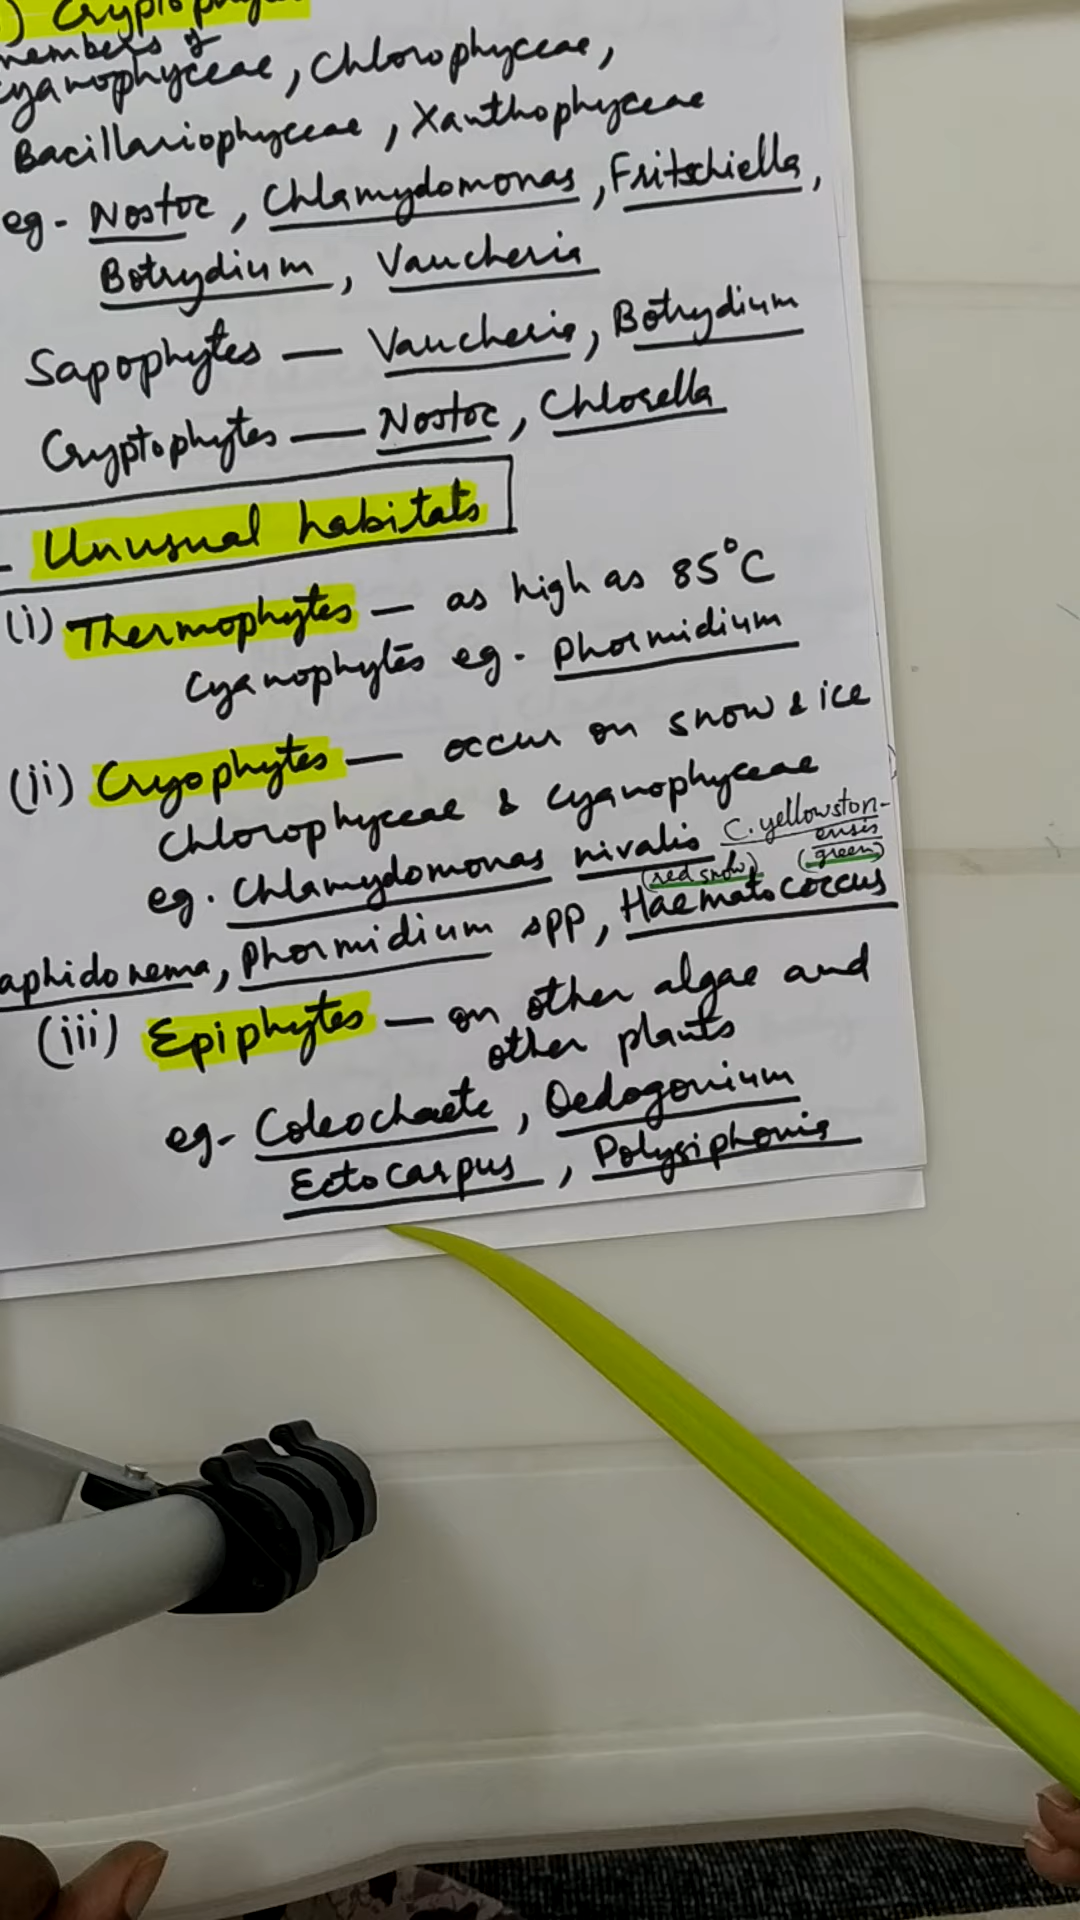 members of
Cyanophyceae, Chlorophyceae,
Bacillariophyceae, Xanthophyceae
eg- Nostoc, Chlamydomonas, Fritschiella,
Botrydium, Vaucheria
Sapophytes — Vaucheria, Botrydium
Cryptophytes — Nostoc, Chlorella
- Unusual habitats
(i) Thermophytes — as high as 85°C
Cyanophytes eg. Phormidium
(ii) Cryophytes — occur on snow & ice
Chlorophyceae & Cyanophyceae
eg. Chlamydomonas nivalis (red snow) C. yellowston-ensis (green)
aphidonema, Phormidium spp, Haematococcus
(iii) Epiphytes — on other algae and
other plants
eg- Coleochaete, Oedogonium
Ectocarpus, Polysiphonia